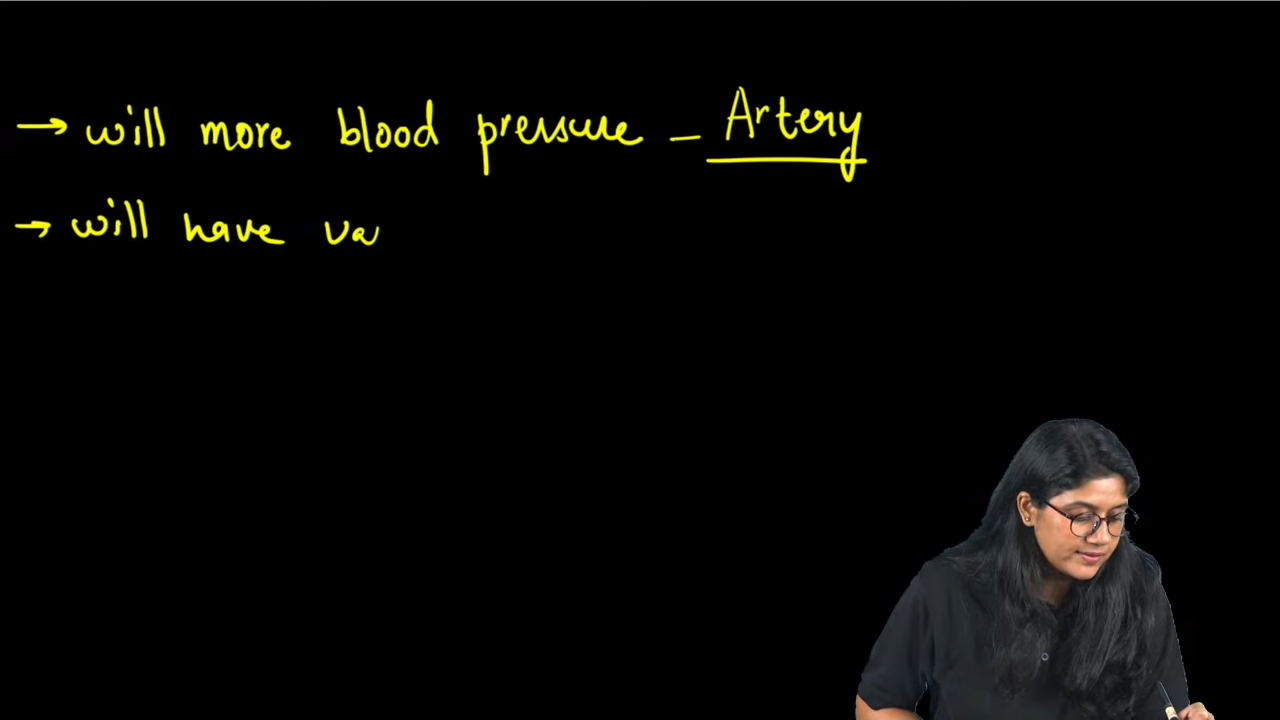 → will more blood pressure - Artery
→ will have va